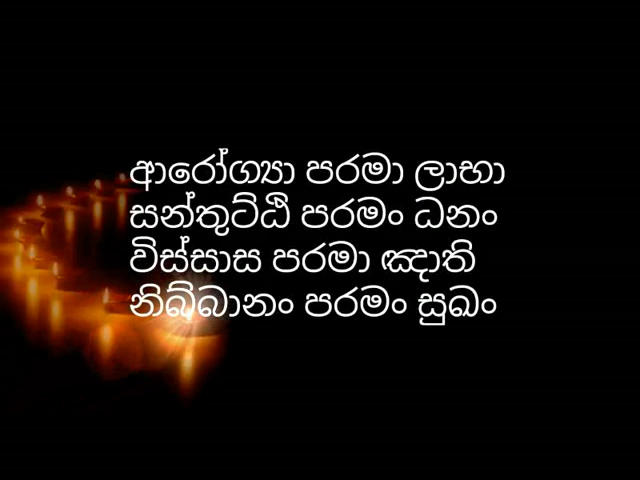 ආරෝග්‍යා පරමා ලාභා
සන්තුට්ඨි පරමං ධනං
විස්සාස පරමා ඤාති
නිබ්බානං පරමං සුඛං